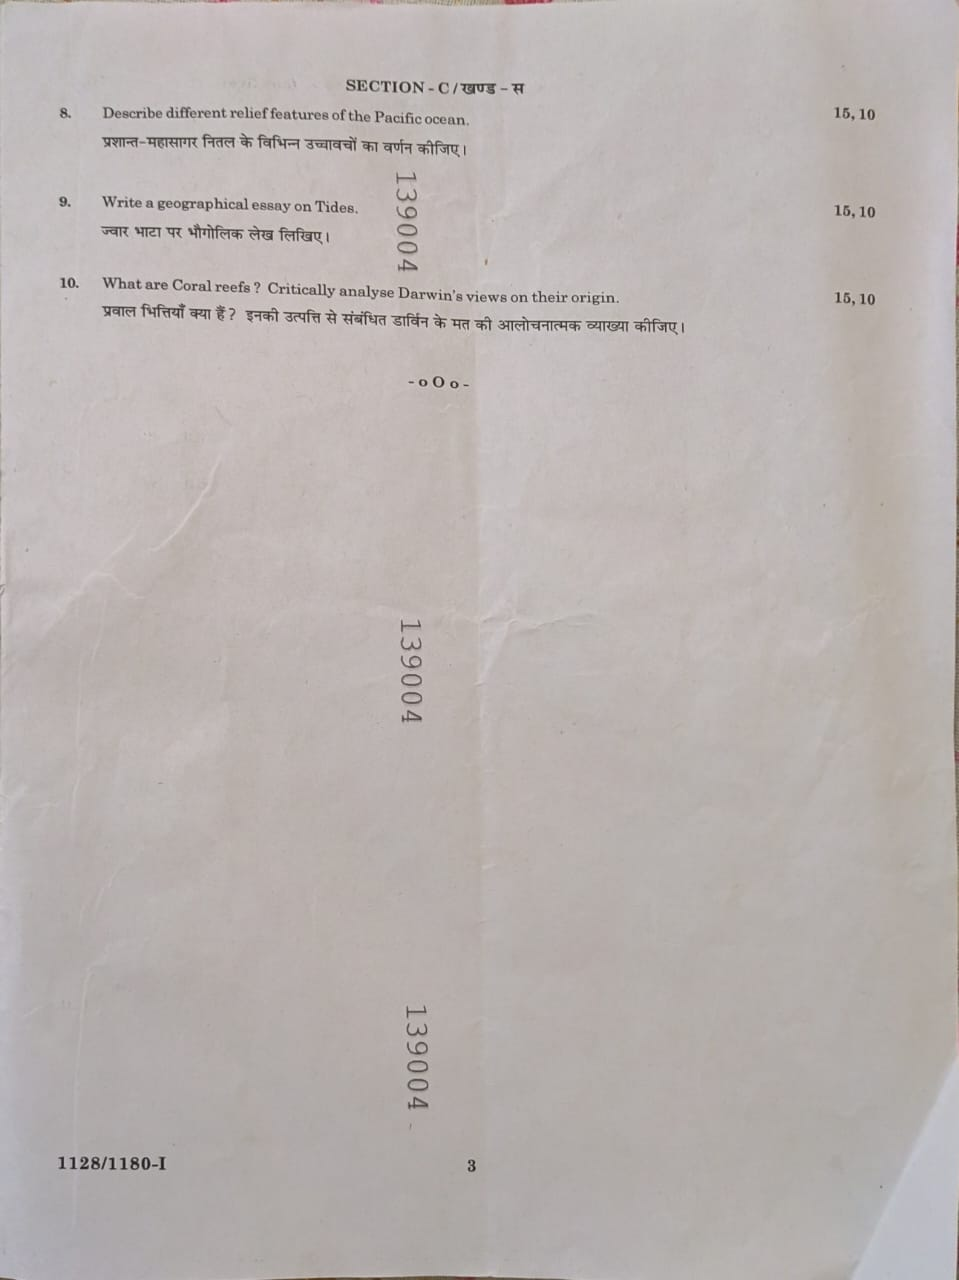 SECTION - C / खण्ड - स
8. Describe different relief features of the Pacific ocean. 15, 10
प्रशान्त-महासागर नितल के विभिन्न उच्चावचों का वर्णन कीजिए।
139004
9. Write a geographical essay on Tides. 15, 10
ज्वार भाटा पर भौगोलिक लेख लिखिए।
10. What are Coral reefs ? Critically analyse Darwin's views on their origin. 15, 10
प्रवाल भित्तियाँ क्या हैं ? इनकी उत्पत्ति से संबंधित डार्विन के मत की आलोचनात्मक व्याख्या कीजिए।
- o O o -
139004
139004
1128/1180-I 3